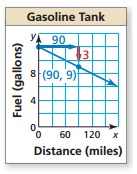 Gasoline Tank
y
90
3
8
(90, 9)
4
0
0 60 120 x
Fuel (gallons)
Distance (miles)